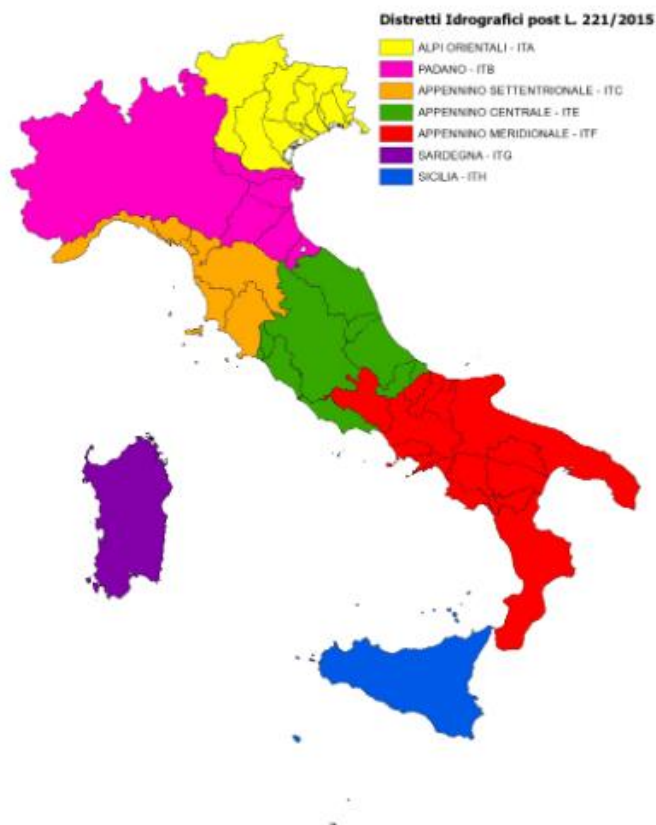 Distretti Idrografici post L. 221/2015
ALPI ORIENTALI - ITA
PADANO - ITB
APPENNINO SETTENTRIONALE - ITC
APPENNINO CENTRALE - ITE
APPENNINO MERIDIONALE - ITF
SARDEGNA - ITG
SICILIA - ITH